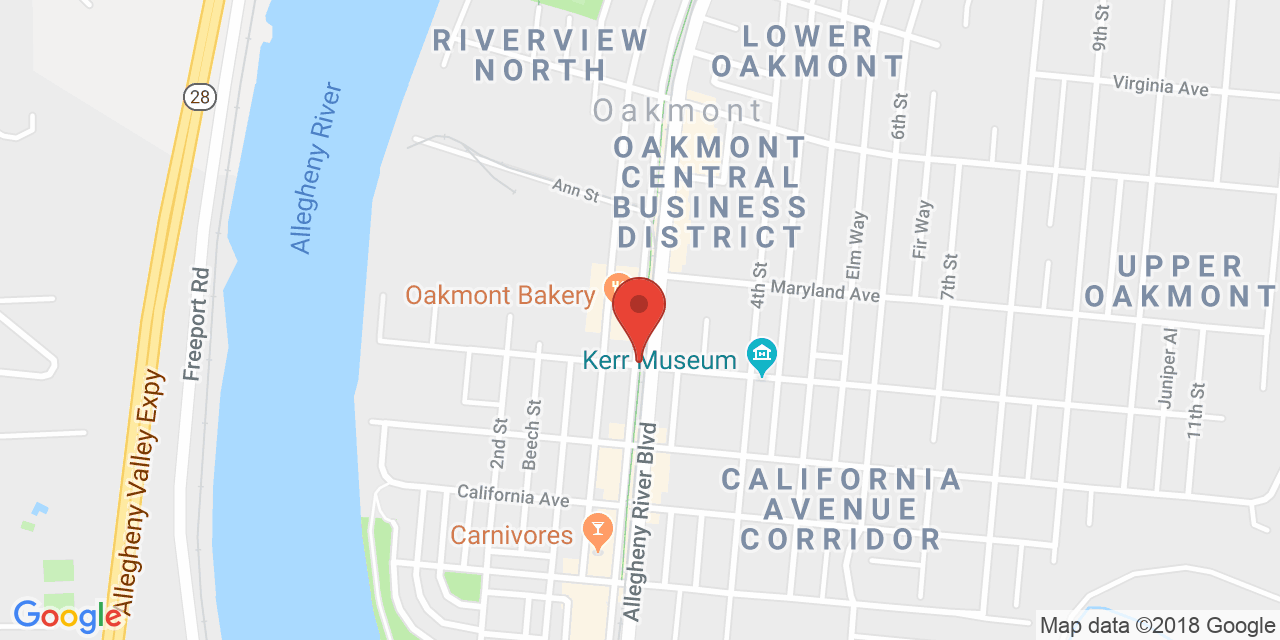 RIVERVIEW
NORTH
LOWER
OAKMONT
9th St
Virginia Ave
28
Oakmont
6th St
Allegheny River
OAKMONT
CENTRAL
BUSINESS
DISTRICT
Ann St
Fir Way
Elm Way
7th St
4th St
UPPER
OAKMONT
Maryland Ave
Oakmont Bakery
Freeport Rd
Kerr Museum
Juniper Al
11th St
2nd St
Beech St
Allegheny Valley Expy
Allegheny River Blvd
California Ave
CALIFORNIA
AVENUE
CORRIDOR
Carnivores
Google
Map data ©2018 Google